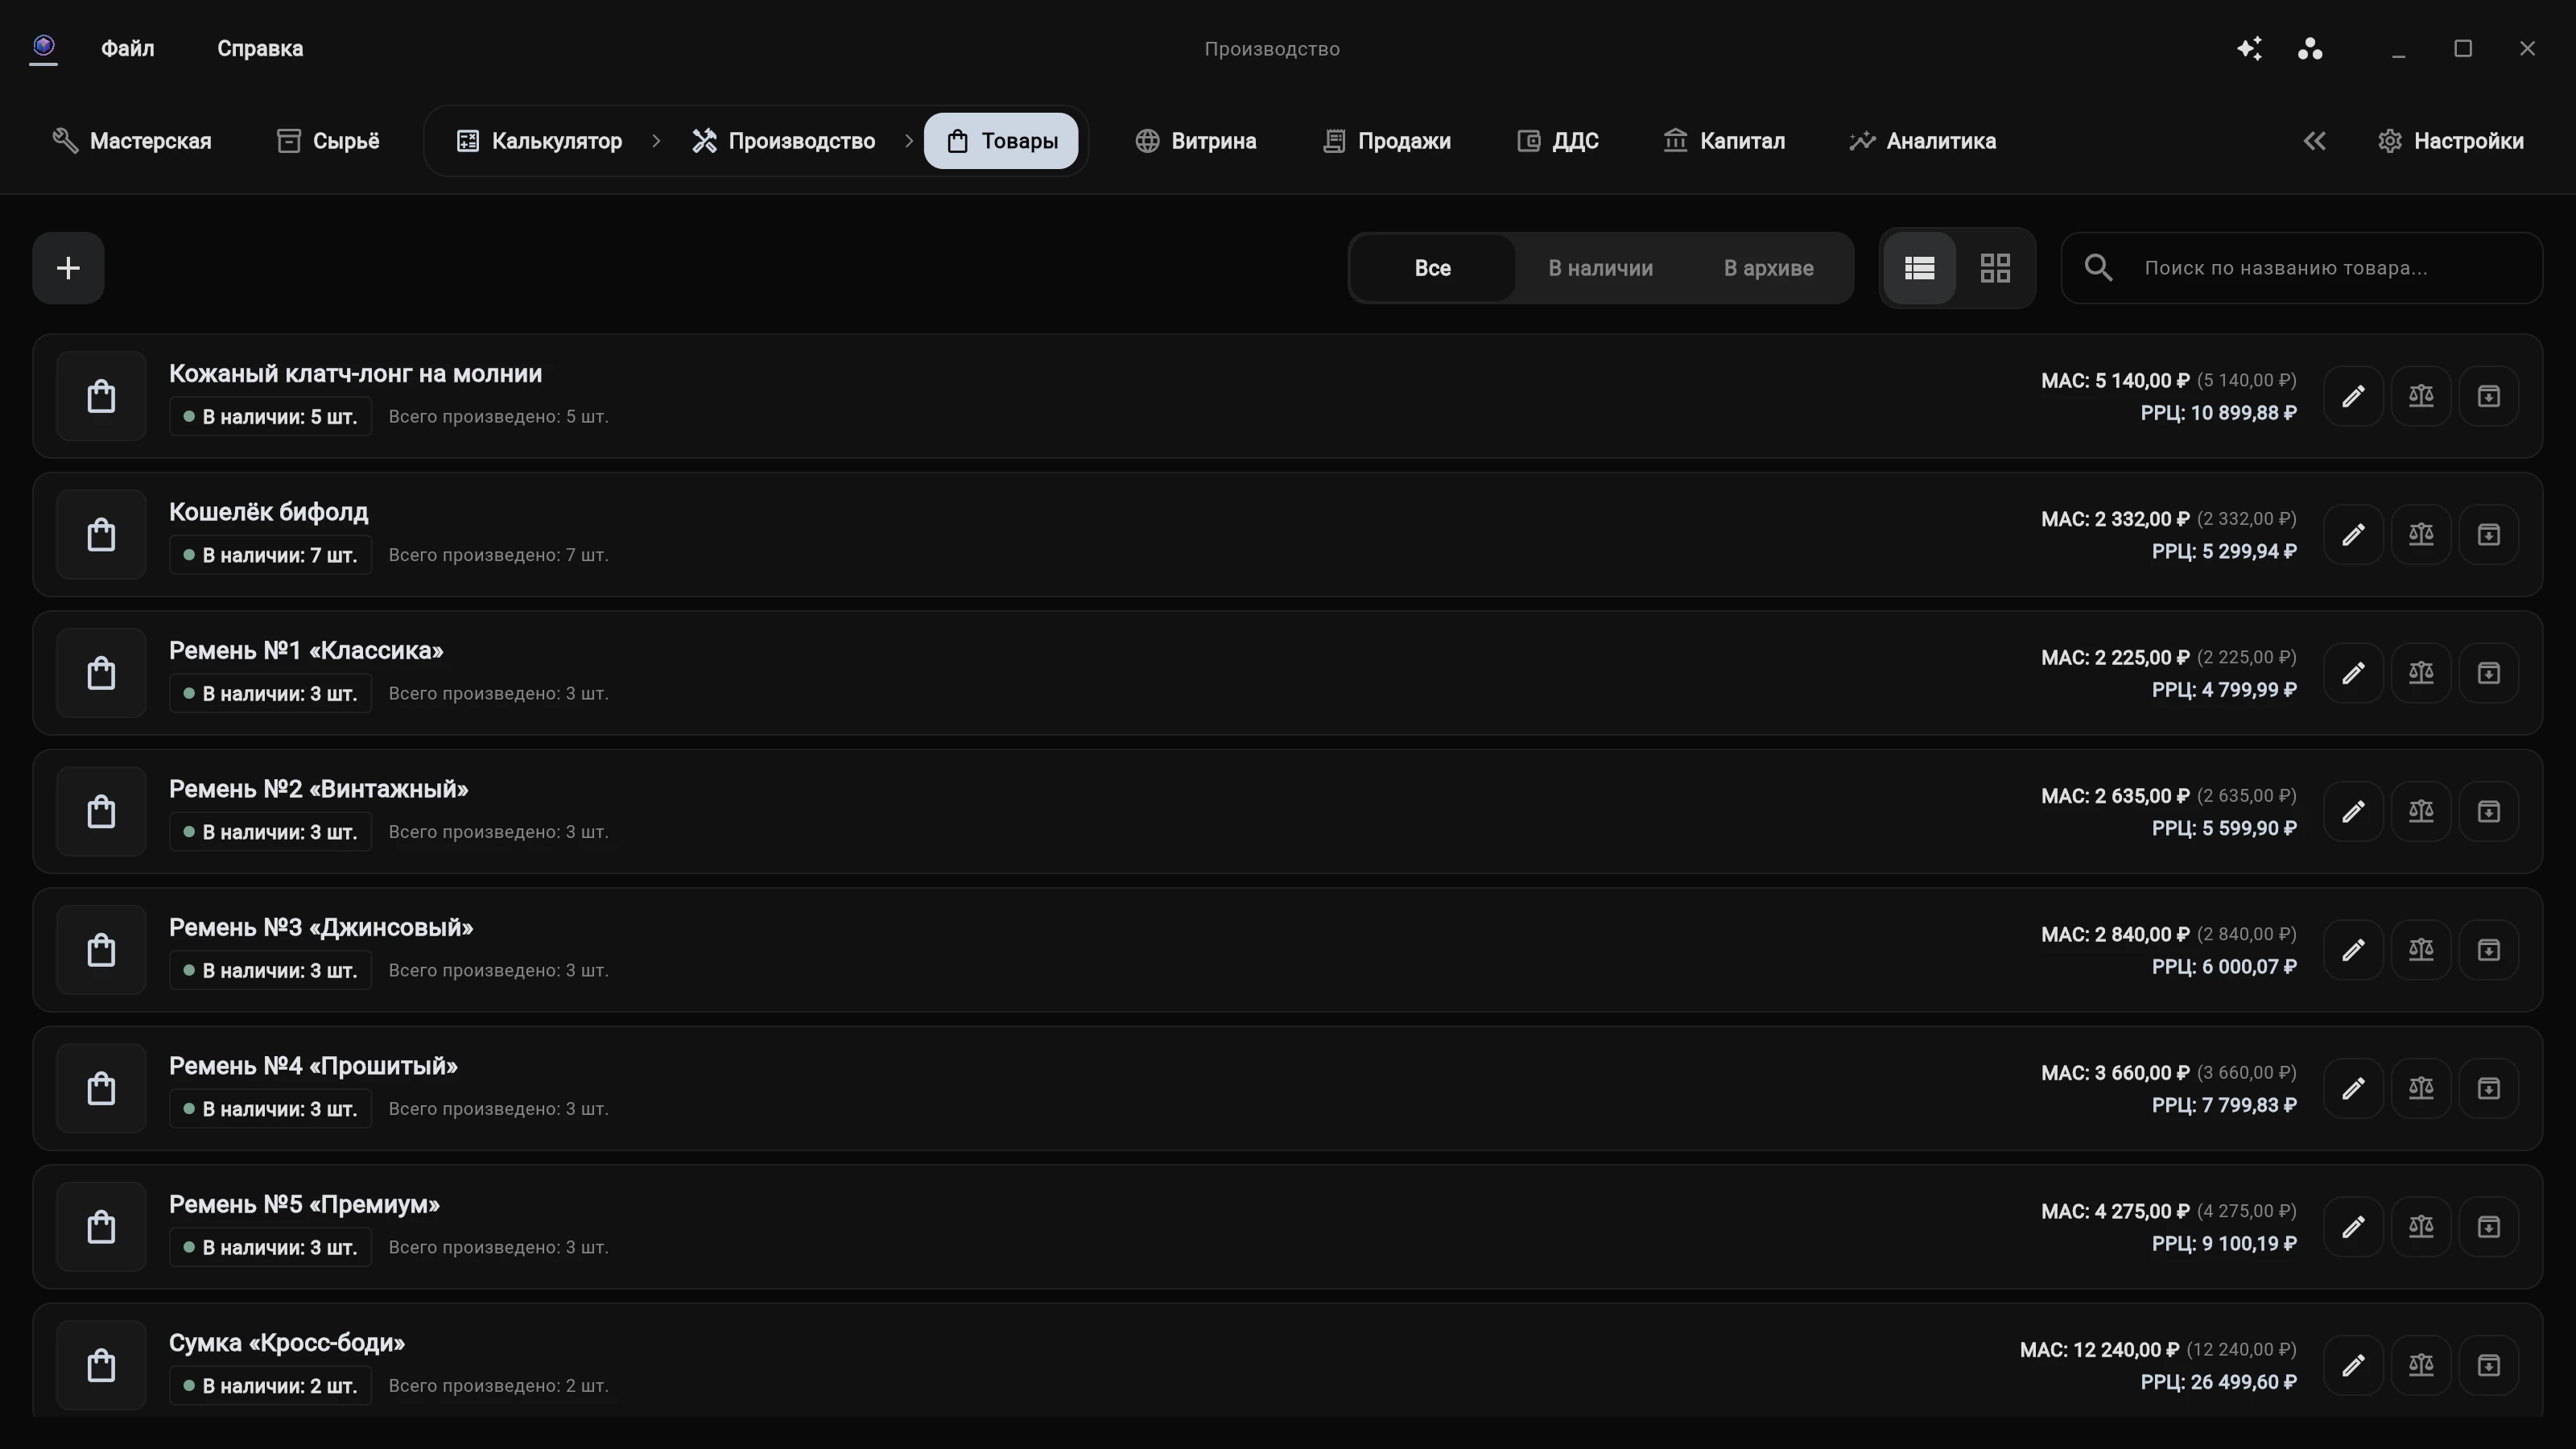 Файл Справка Производство
Мастерская Сырьё Калькулятор Производство Товары Витрина Продажи ДДС Капитал Аналитика Настройки
Все В наличии В архиве Поиск по названию товара...
Кожаный клатч-лонг на молнии
В наличии: 5 шт. Всего произведено: 5 шт.
МАС: 5 140,00 ₽ (5 140,00 ₽)
РРЦ: 10 899,88 ₽
Кошелёк бифолд
В наличии: 7 шт. Всего произведено: 7 шт.
МАС: 2 332,00 ₽ (2 332,00 ₽)
РРЦ: 5 299,94 ₽
Ремень №1 «Классика»
В наличии: 3 шт. Всего произведено: 3 шт.
МАС: 2 225,00 ₽ (2 225,00 ₽)
РРЦ: 4 799,99 ₽
Ремень №2 «Винтажный»
В наличии: 3 шт. Всего произведено: 3 шт.
МАС: 2 635,00 ₽ (2 635,00 ₽)
РРЦ: 5 599,90 ₽
Ремень №3 «Джинсовый»
В наличии: 3 шт. Всего произведено: 3 шт.
МАС: 2 840,00 ₽ (2 840,00 ₽)
РРЦ: 6 000,07 ₽
Ремень №4 «Прошитый»
В наличии: 3 шт. Всего произведено: 3 шт.
МАС: 3 660,00 ₽ (3 660,00 ₽)
РРЦ: 7 799,83 ₽
Ремень №5 «Премиум»
В наличии: 3 шт. Всего произведено: 3 шт.
МАС: 4 275,00 ₽ (4 275,00 ₽)
РРЦ: 9 100,19 ₽
Сумка «Кросс-боди»
В наличии: 2 шт. Всего произведено: 2 шт.
МАС: 12 240,00 ₽ (12 240,00 ₽)
РРЦ: 26 499,60 ₽